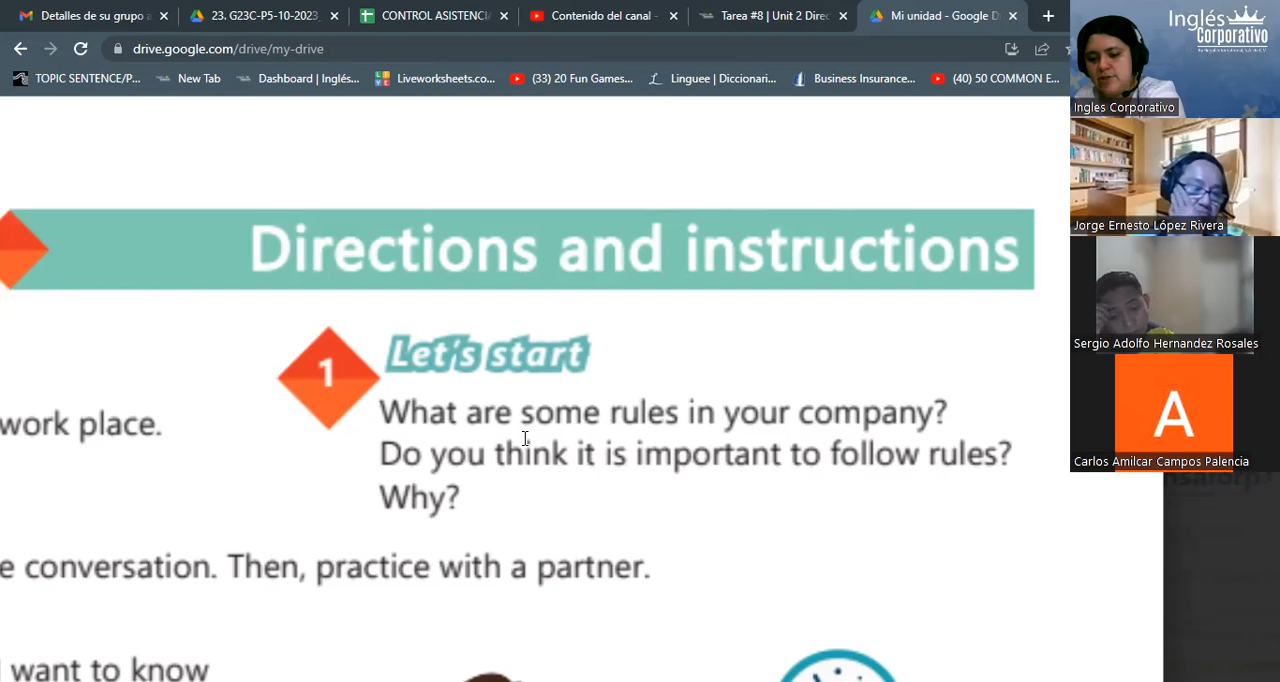 Detalles de su grupo a
23. G23C-P5-10-2023_
CONTROL ASISTENCIA
Contenido del canal -
Tarea #8 | Unit 2 Direc
Mi unidad - Google D
drive.google.com/drive/my-drive
TOPIC SENTENCE/P...
New Tab
Dashboard | Inglés...
Liveworksheets.co...
(33) 20 Fun Games...
Linguee | Diccionari...
Business Insurance...
(40) 50 COMMON E...
Directions and instructions
1
Let's start
What are some rules in your company?
Do you think it is important to follow rules?
Why?
work place.
e conversation. Then, practice with a partner.
I want to know
Inglés
Corporativo
Ingles Corporativo
Jorge Ernesto López Rivera
Sergio Adolfo Hernandez Rosales
A
Carlos Amilcar Campos Palencia